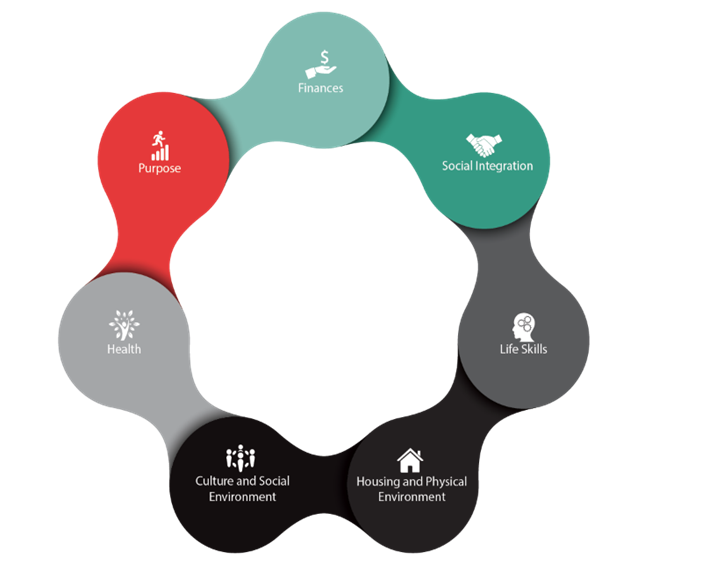 $
Finances
Purpose
Social Integration
Health
Life Skills
Culture and Social
Environment
Housing and Physical
Environment